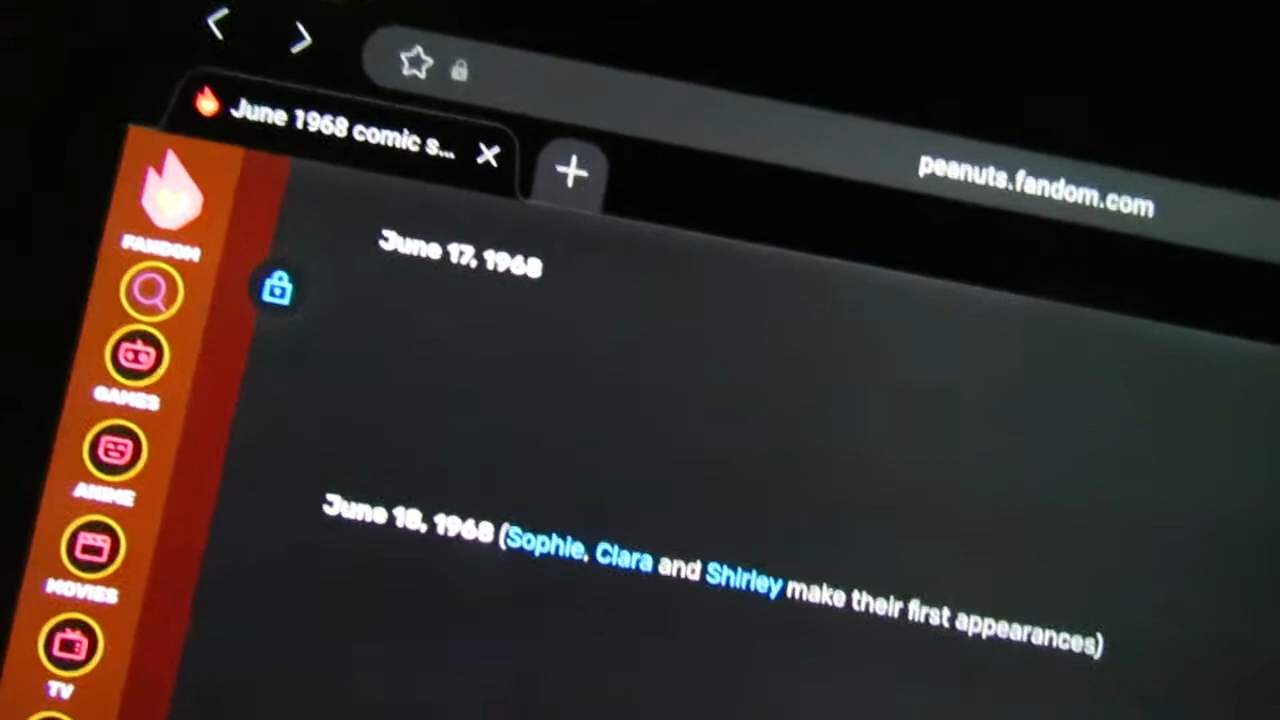 June 1968 comic s...
peanuts.fandom.com
FANDOM
June 17, 1968
GAMES
ANIME
June 18, 1968 (Sophie, Clara and Shirley make their first appearances)
MOVIES
TV